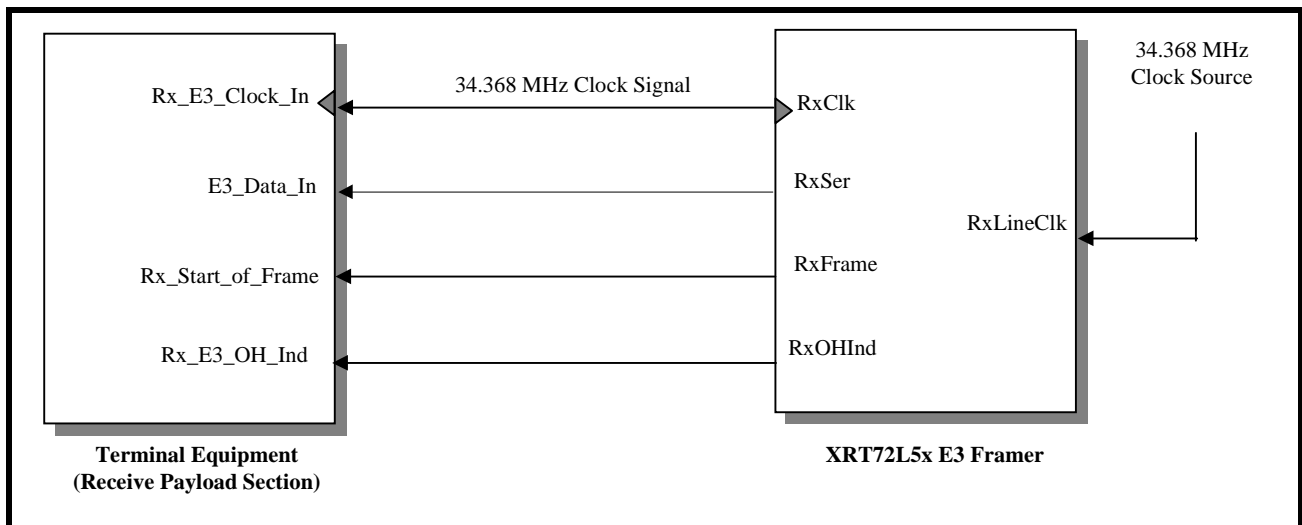 34.368 MHz
Clock Source
Rx_E3_Clock_In
34.368 MHz Clock Signal
RxClk
E3_Data_In
RxSer
RxLineClk
Rx_Start_of_Frame
RxFrame
Rx_E3_OH_Ind
RxOHInd
Terminal Equipment
(Receive Payload Section)
XRT72L5x E3 Framer